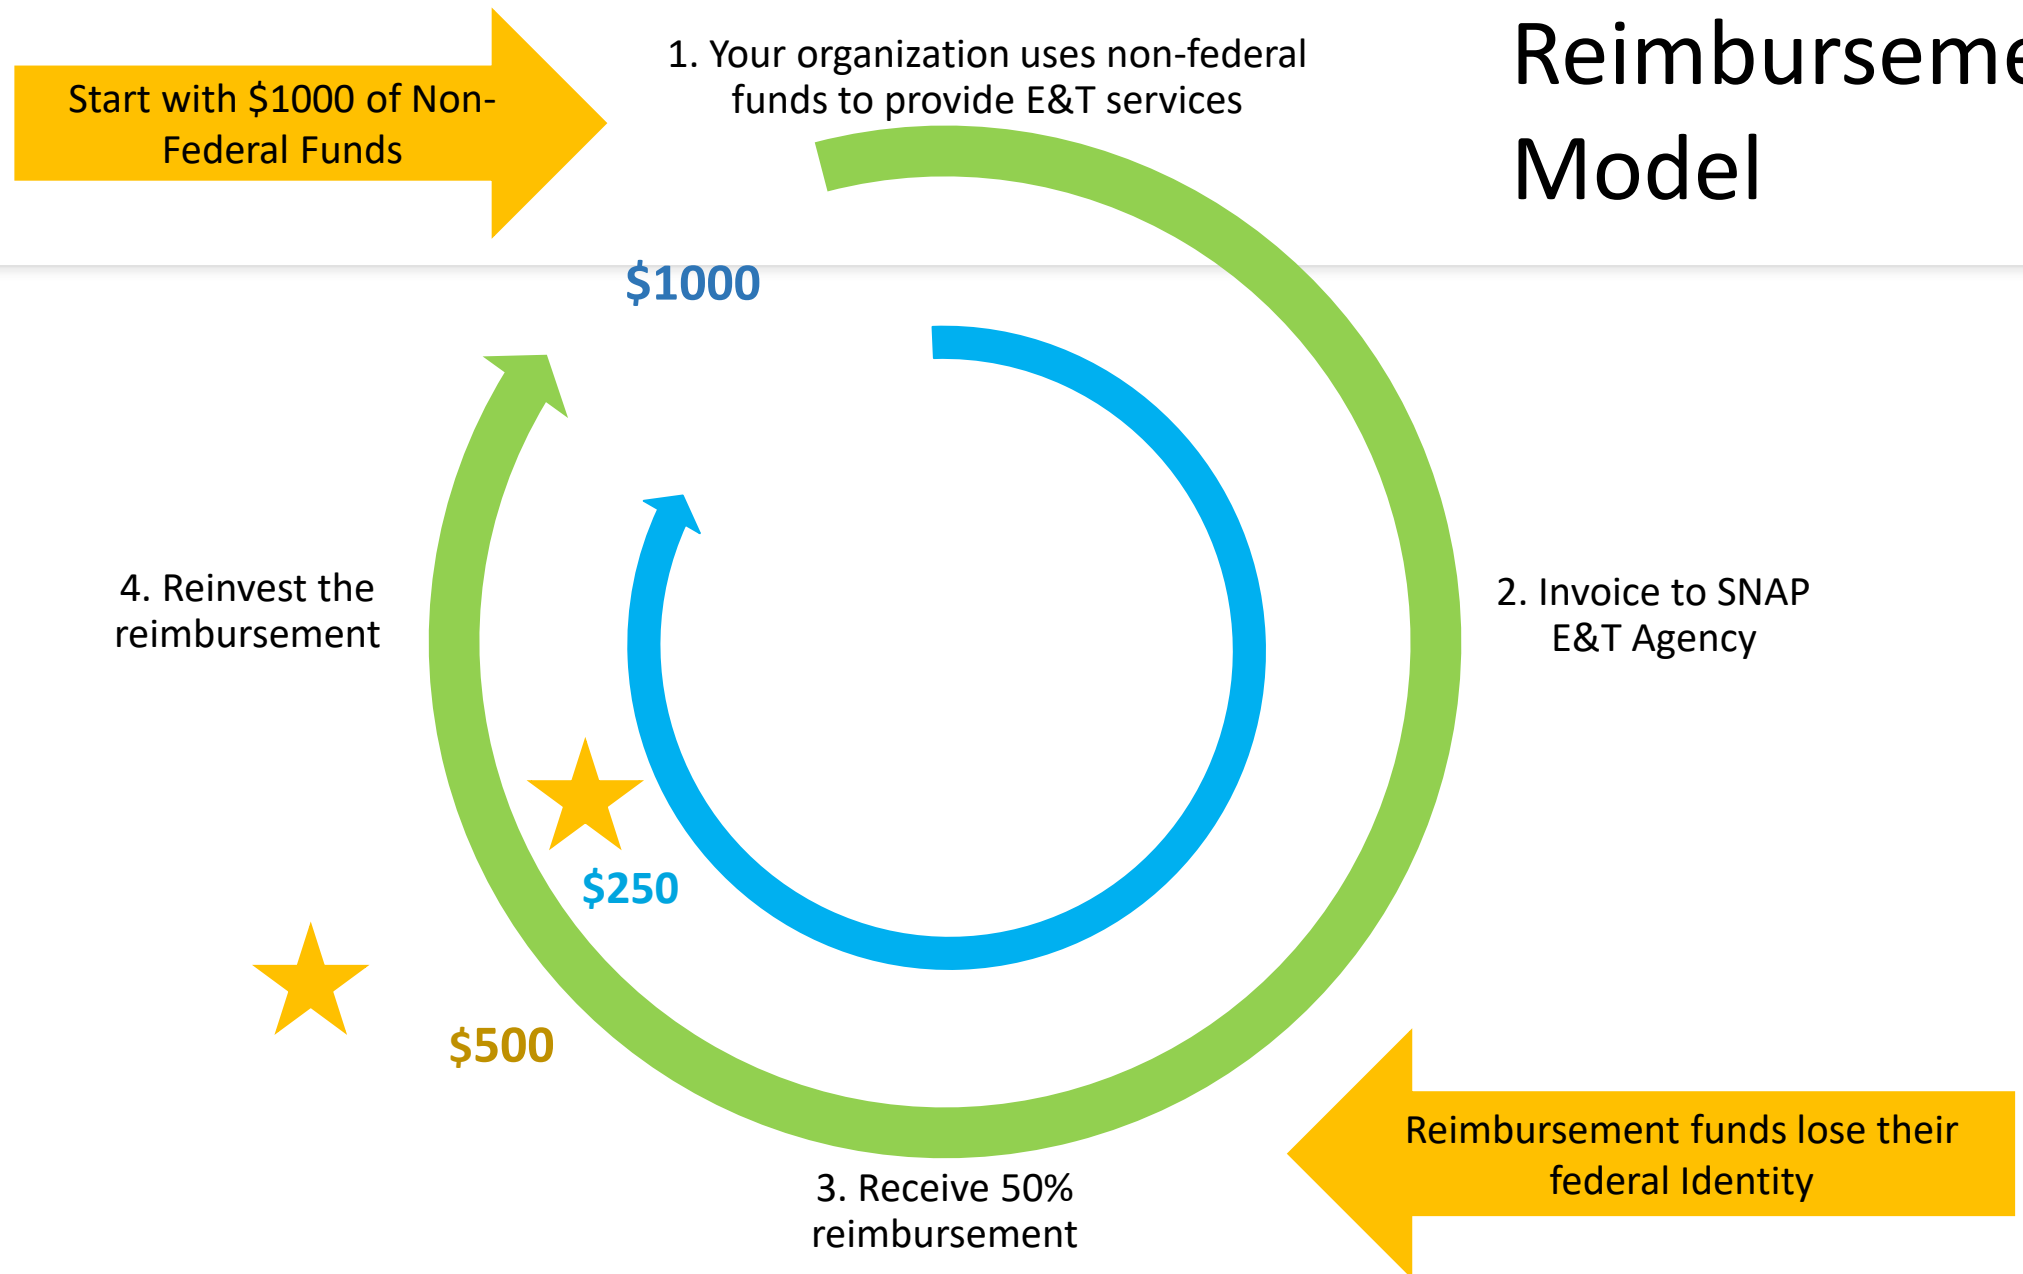 Reimburseme
Model
Start with $1000 of Non-
Federal Funds
1. Your organization uses non-federal
funds to provide E&T services
$1000
2. Invoice to SNAP
E&T Agency
4. Reinvest the
reimbursement
$250
$500
Reimbursement funds lose their
federal Identity
3. Receive 50%
reimbursement